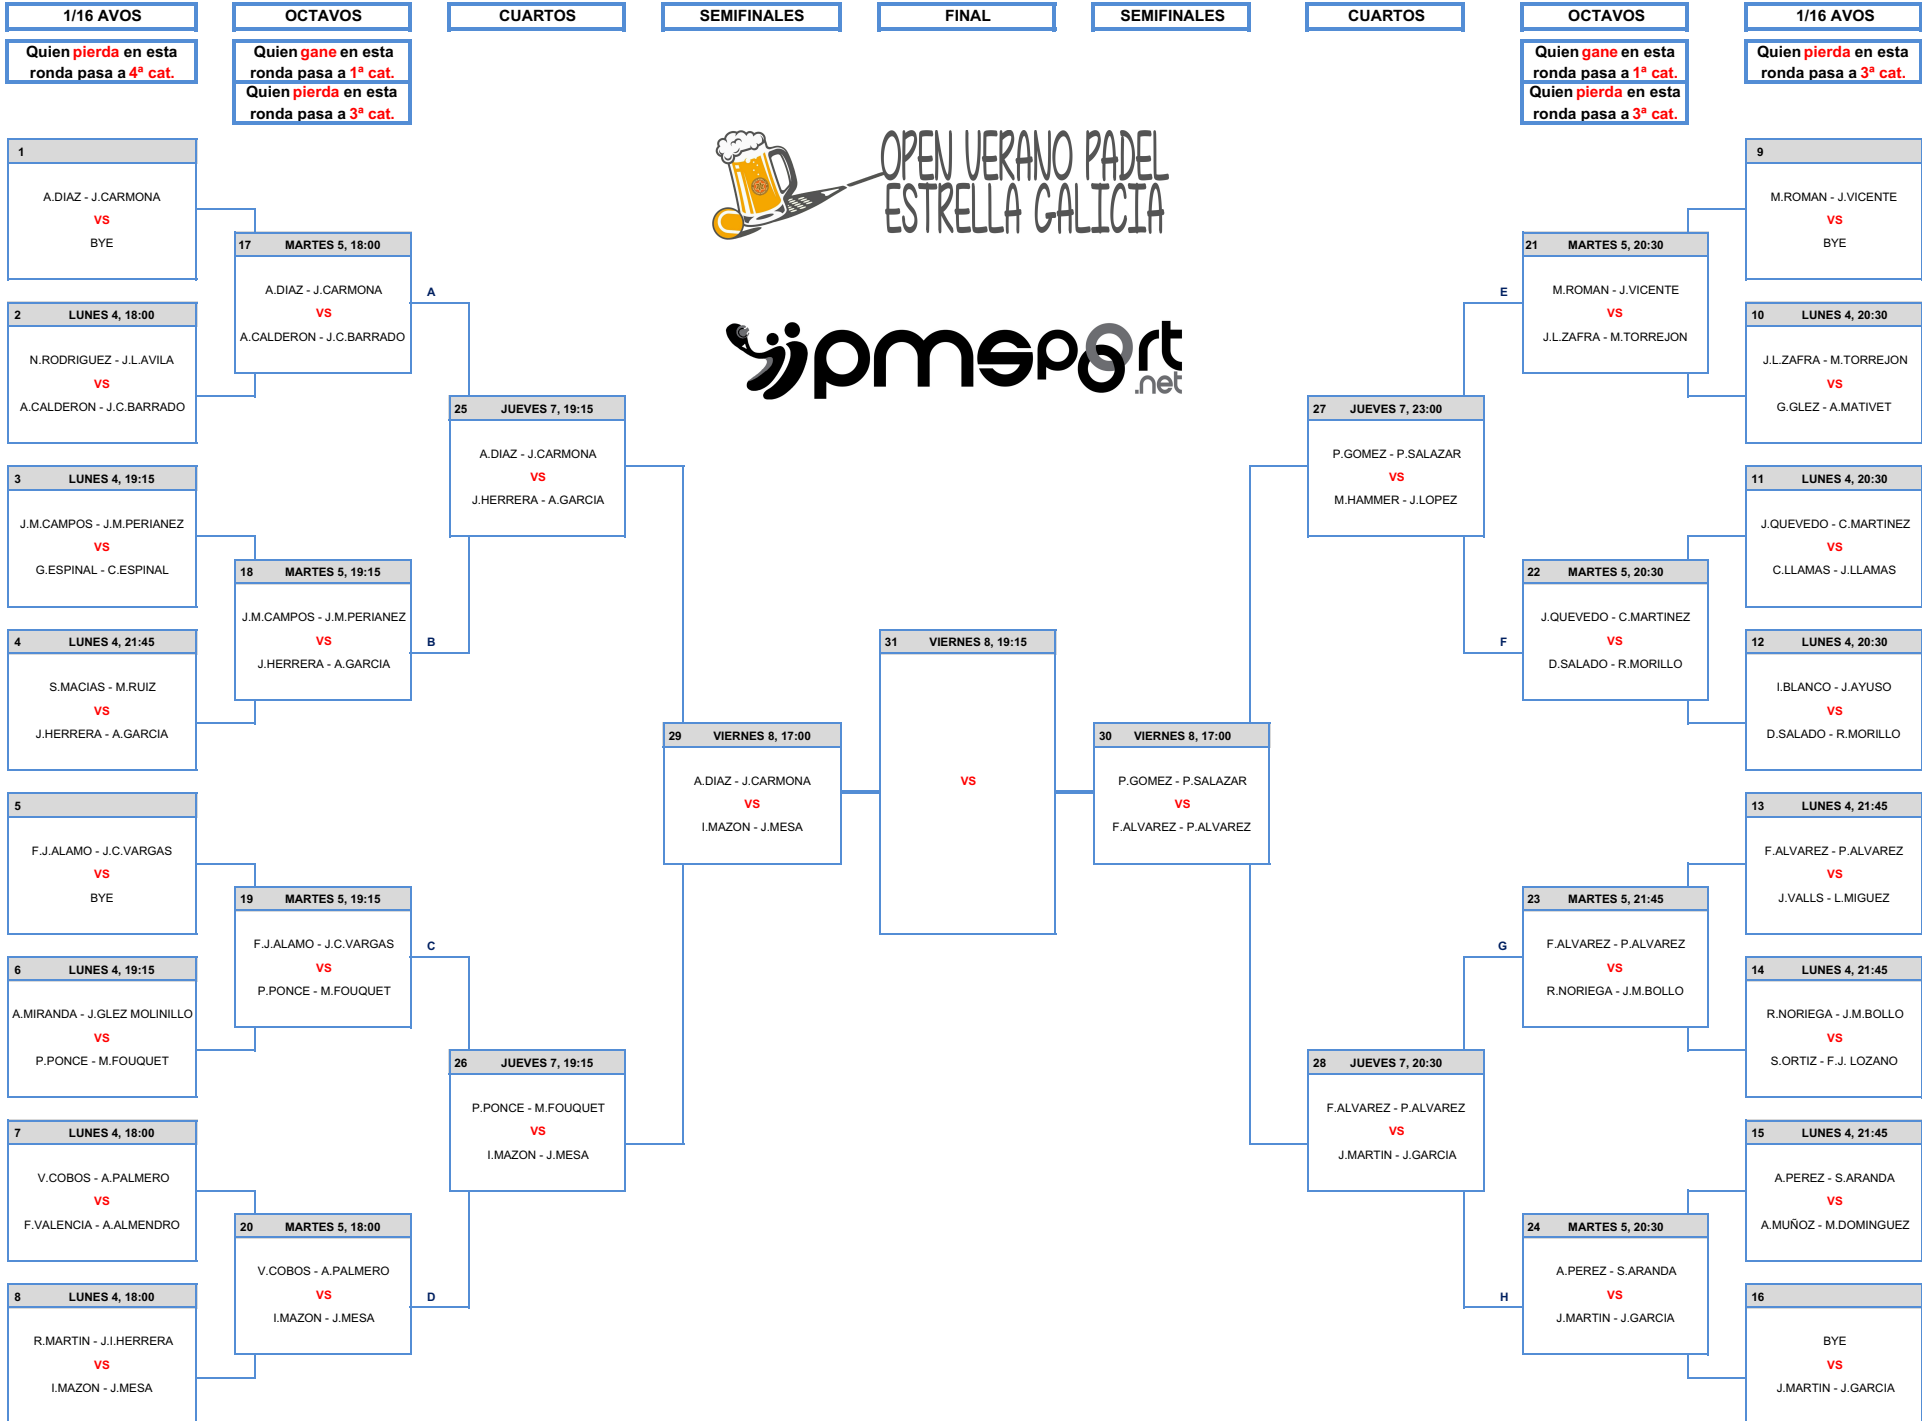 1/16 AVOS
OCTAVOS
CUARTOS
SEMIFINALES
FINAL
SEMIFINALES
CUARTOS
OCTAVOS
1/16 AVOS
Quien pierda en esta
ronda pasa a 4ª cat.
Quien gane en esta
ronda pasa a 1ª cat.
Quien pierda en esta
ronda pasa a 3ª cat.
Quien gane en esta
ronda pasa a 1ª cat.
Quien pierda en esta
ronda pasa a 3ª cat.
Quien pierda en esta
ronda pasa a 3ª cat.
OPEN VERANO PADEL
ESTRELLA GALICIA
jpmsport
.net
1
A.DIAZ - J.CARMONA
VS
BYE
2 LUNES 4, 18:00
N.RODRIGUEZ - J.L.AVILA
VS
A.CALDERON - J.C.BARRADO
3 LUNES 4, 19:15
J.M.CAMPOS - J.M.PERIANEZ
VS
G.ESPINAL - C.ESPINAL
4 LUNES 4, 21:45
S.MACIAS - M.RUIZ
VS
J.HERRERA - A.GARCIA
5
F.J.ALAMO - J.C.VARGAS
VS
BYE
6 LUNES 4, 19:15
A.MIRANDA - J.GLEZ MOLINILLO
VS
P.PONCE - M.FOUQUET
7 LUNES 4, 18:00
V.COBOS - A.PALMERO
VS
F.VALENCIA - A.ALMENDRO
8 LUNES 4, 18:00
R.MARTIN - J.I.HERRERA
VS
I.MAZON - J.MESA
17 MARTES 5, 18:00
A.DIAZ - J.CARMONA
VS
A.CALDERON - J.C.BARRADO
A
18 MARTES 5, 19:15
J.M.CAMPOS - J.M.PERIANEZ
VS
J.HERRERA - A.GARCIA
B
19 MARTES 5, 19:15
F.J.ALAMO - J.C.VARGAS
VS
P.PONCE - M.FOUQUET
C
20 MARTES 5, 18:00
V.COBOS - A.PALMERO
VS
I.MAZON - J.MESA
D
25 JUEVES 7, 19:15
A.DIAZ - J.CARMONA
VS
J.HERRERA - A.GARCIA
26 JUEVES 7, 19:15
P.PONCE - M.FOUQUET
VS
I.MAZON - J.MESA
29 VIERNES 8, 17:00
A.DIAZ - J.CARMONA
VS
I.MAZON - J.MESA
31 VIERNES 8, 19:15
VS
30 VIERNES 8, 17:00
P.GOMEZ - P.SALAZAR
VS
F.ALVAREZ - P.ALVAREZ
27 JUEVES 7, 23:00
P.GOMEZ - P.SALAZAR
VS
M.HAMMER - J.LOPEZ
28 JUEVES 7, 20:30
F.ALVAREZ - P.ALVAREZ
VS
J.MARTIN - J.GARCIA
E
21 MARTES 5, 20:30
M.ROMAN - J.VICENTE
VS
J.L.ZAFRA - M.TORREJON
F
22 MARTES 5, 20:30
J.QUEVEDO - C.MARTINEZ
VS
D.SALADO - R.MORILLO
G
23 MARTES 5, 21:45
F.ALVAREZ - P.ALVAREZ
VS
R.NORIEGA - J.M.BOLLO
H
24 MARTES 5, 20:30
A.PEREZ - S.ARANDA
VS
J.MARTIN - J.GARCIA
9
M.ROMAN - J.VICENTE
VS
BYE
10 LUNES 4, 20:30
J.L.ZAFRA - M.TORREJON
VS
G.GLEZ - A.MATIVET
11 LUNES 4, 20:30
J.QUEVEDO - C.MARTINEZ
VS
C.LLAMAS - J.LLAMAS
12 LUNES 4, 20:30
I.BLANCO - J.AYUSO
VS
D.SALADO - R.MORILLO
13 LUNES 4, 21:45
F.ALVAREZ - P.ALVAREZ
VS
J.VALLS - L.MIGUEZ
14 LUNES 4, 21:45
R.NORIEGA - J.M.BOLLO
VS
S.ORTIZ - F.J. LOZANO
15 LUNES 4, 21:45
A.PEREZ - S.ARANDA
VS
A.MUÑOZ - M.DOMINGUEZ
16
BYE
VS
J.MARTIN - J.GARCIA